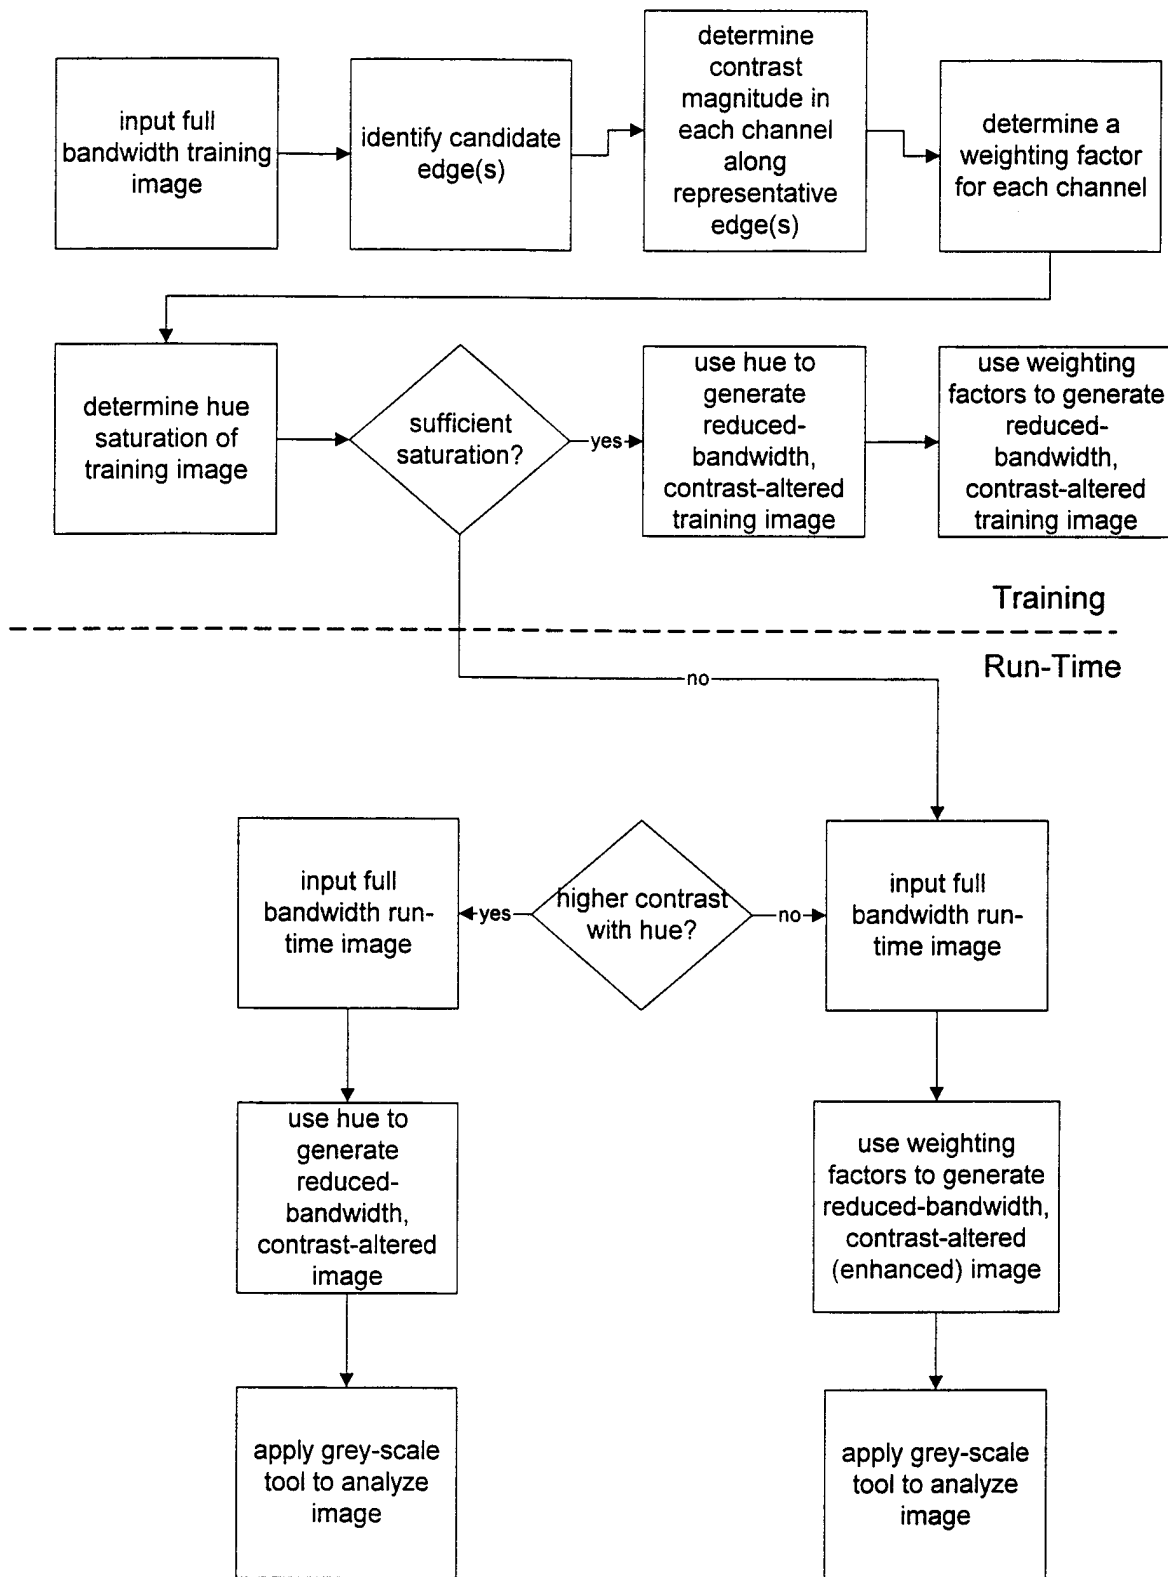 input full
bandwidth training
image
identify candidate
edge(s)
determine
contrast
magnitude in
each channel
along
representative
edge(s)
determine a
weighting factor
for each channel
determine hue
saturation of
training image
sufficient
saturation?
yes
use hue to
generate
reduced-
bandwidth,
contrast-altered
training image
use weighting
factors to generate
reduced-
bandwidth,
contrast-altered
training image
Training
Run-Time
no
input full
bandwidth run-
time image
yes
higher contrast
with hue?
no
input full
bandwidth run-
time image
use hue to
generate
reduced-
bandwidth,
contrast-altered
image
use weighting
factors to generate
reduced-bandwidth,
contrast-altered
(enhanced) image
apply grey-scale
tool to analyze
image
apply grey-scale
tool to analyze
image